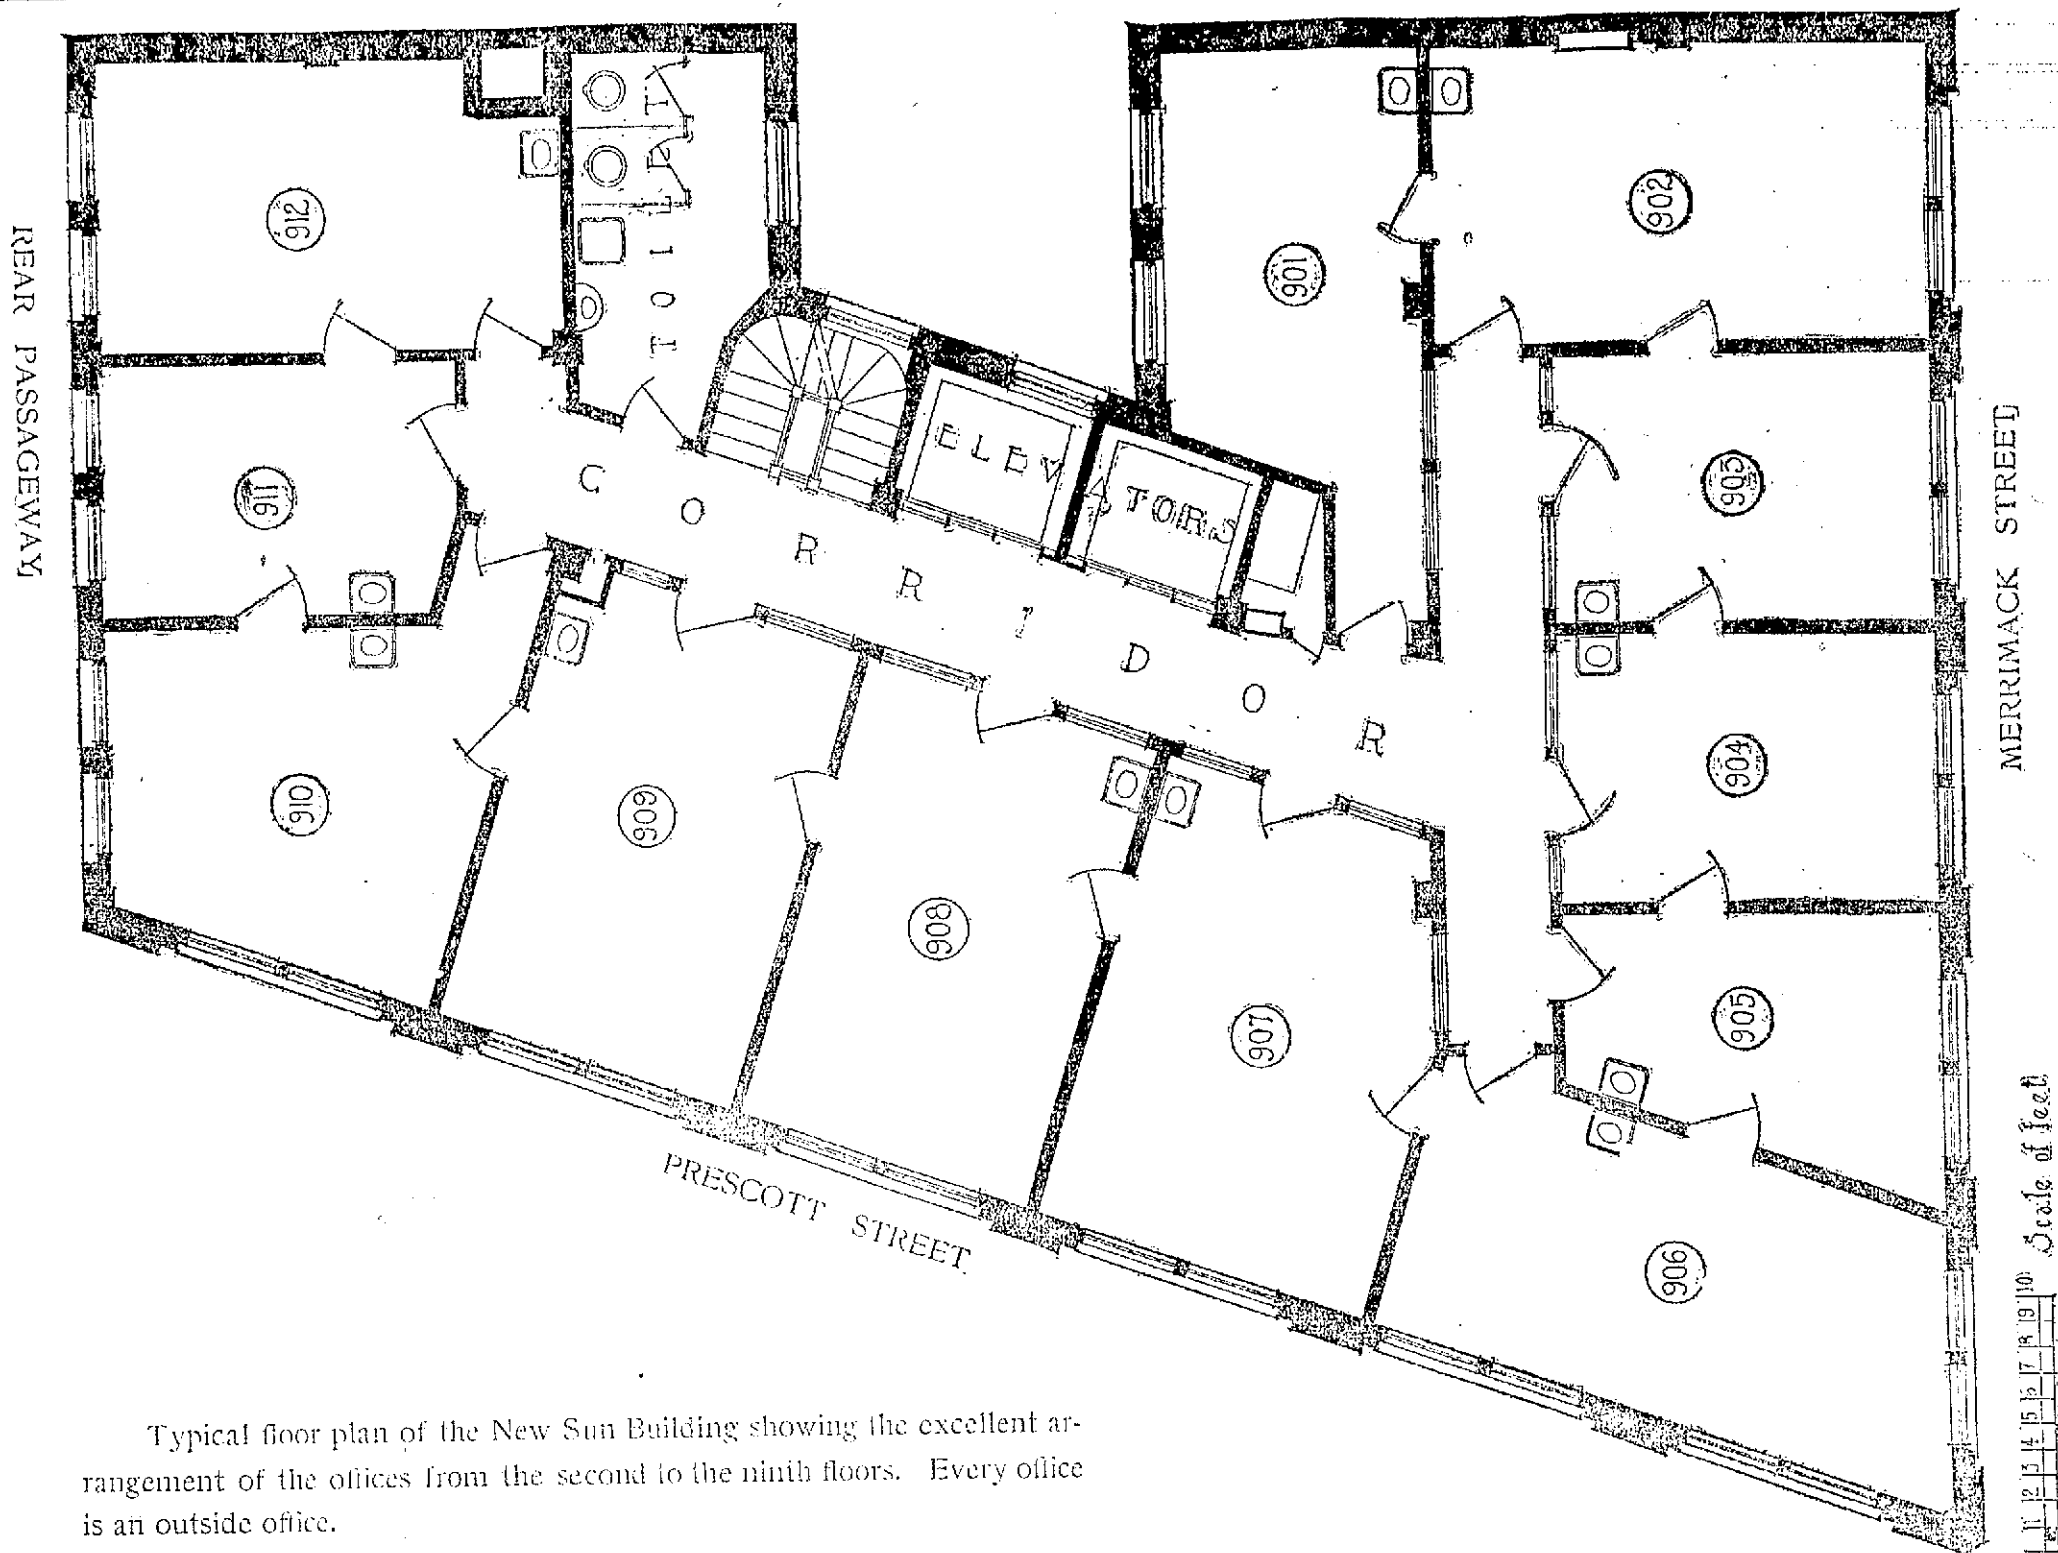 REAR PASSAGEWAY
912
TOILET
901
902
911
ELEVATORS
903
MERRIMACK STREET
CORRIDOR
910
909
908
904
907
905
906
PRESCOTT STREET.
Scale of Feet
1 2 3 4 5 6 7 8 9 10
Typical floor plan of the New Sun Building showing the excellent ar-
rangement of the offices from the second to the ninth floors. Every office
is an outside office.